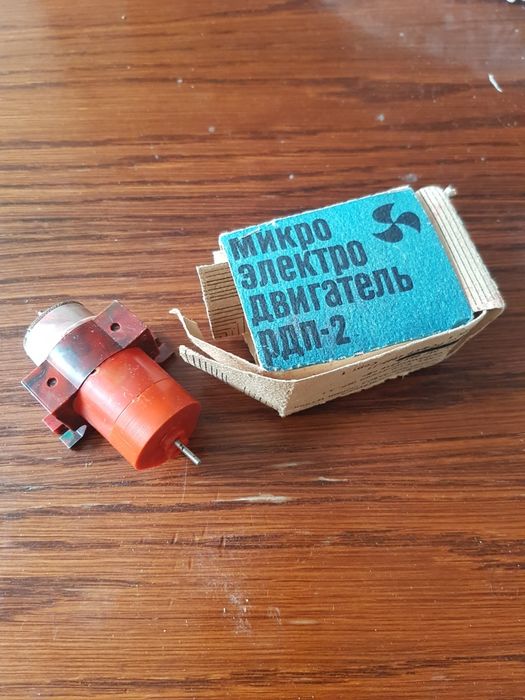 микро
электро
двигатель
рдп-2